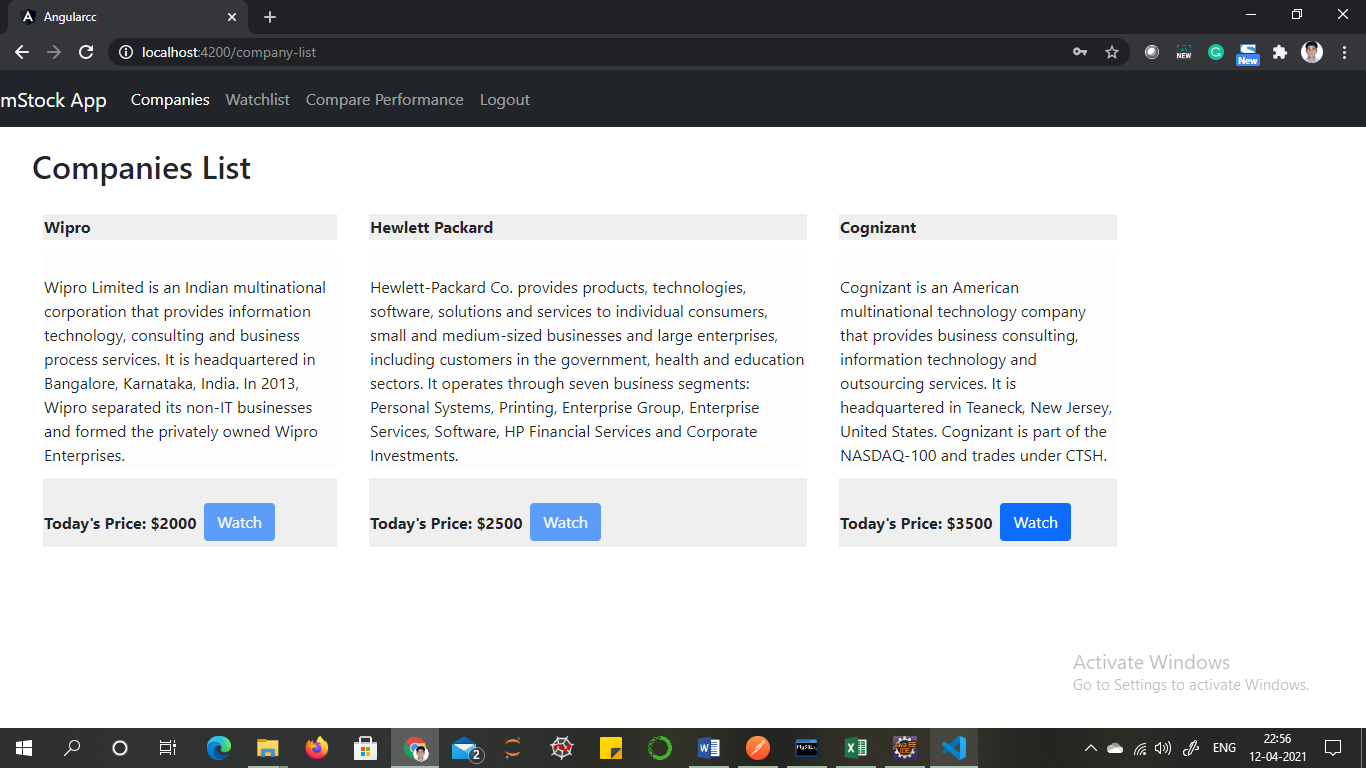 Angularcc
localhost:4200/company-list
NEW
New
mStock App Companies Watchlist Compare Performance Logout
Companies List
Wipro
Wipro Limited is an Indian multinational
corporation that provides information
technology, consulting and business
process services. It is headquartered in
Bangalore, Karnataka, India. In 2013,
Wipro separated its non-IT businesses
and formed the privately owned Wipro
Enterprises.
Today's Price: $2000 Watch
Hewlett Packard
Hewlett-Packard Co. provides products, technologies,
software, solutions and services to individual consumers,
small and medium-sized businesses and large enterprises,
including customers in the government, health and education
sectors. It operates through seven business segments:
Personal Systems, Printing, Enterprise Group, Enterprise
Services, Software, HP Financial Services and Corporate
Investments.
Today's Price: $2500 Watch
Cognizant
Cognizant is an American
multinational technology company
that provides business consulting,
information technology and
outsourcing services. It is
headquartered in Teaneck, New Jersey,
United States. Cognizant is part of the
NASDAQ-100 and trades under CTSH.
Today's Price: $3500 Watch
Activate Windows
Go to Settings to activate Windows.
2
ENG
22:56
12-04-2021